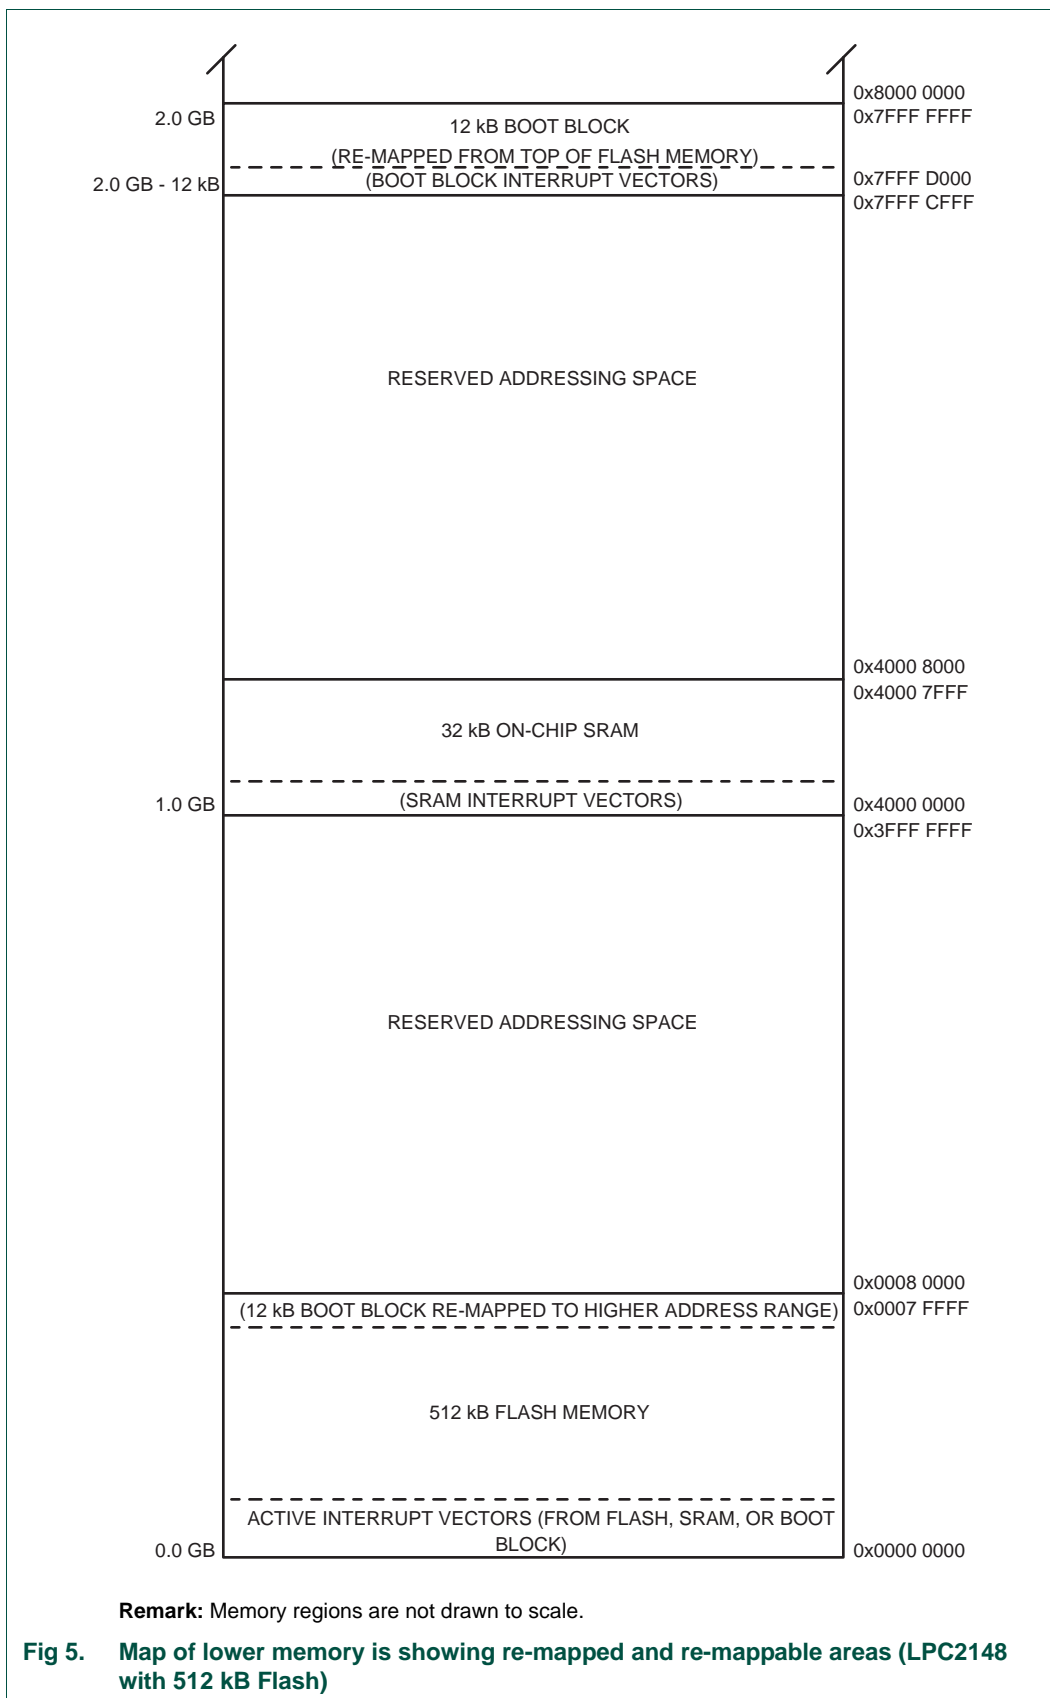 0x8000 0000
2.0 GB
0x7FFF FFFF
12 kB BOOT BLOCK
(RE-MAPPED FROM TOP OF FLASH MEMORY)
2.0 GB - 12 kB
(BOOT BLOCK INTERRUPT VECTORS)
0x7FFF D000
0x7FFF CFFF
RESERVED ADDRESSING SPACE
0x4000 8000
0x4000 7FFF
32 kB ON-CHIP SRAM
1.0 GB
(SRAM INTERRUPT VECTORS)
0x4000 0000
0x3FFF FFFF
RESERVED ADDRESSING SPACE
0x0008 0000
(12 kB BOOT BLOCK RE-MAPPED TO HIGHER ADDRESS RANGE)
0x0007 FFFF
512 kB FLASH MEMORY
ACTIVE INTERRUPT VECTORS (FROM FLASH, SRAM, OR BOOT
BLOCK)
0.0 GB
0x0000 0000
Remark: Memory regions are not drawn to scale.
Fig 5. Map of lower memory is showing re-mapped and re-mappable areas (LPC2148
with 512 kB Flash)